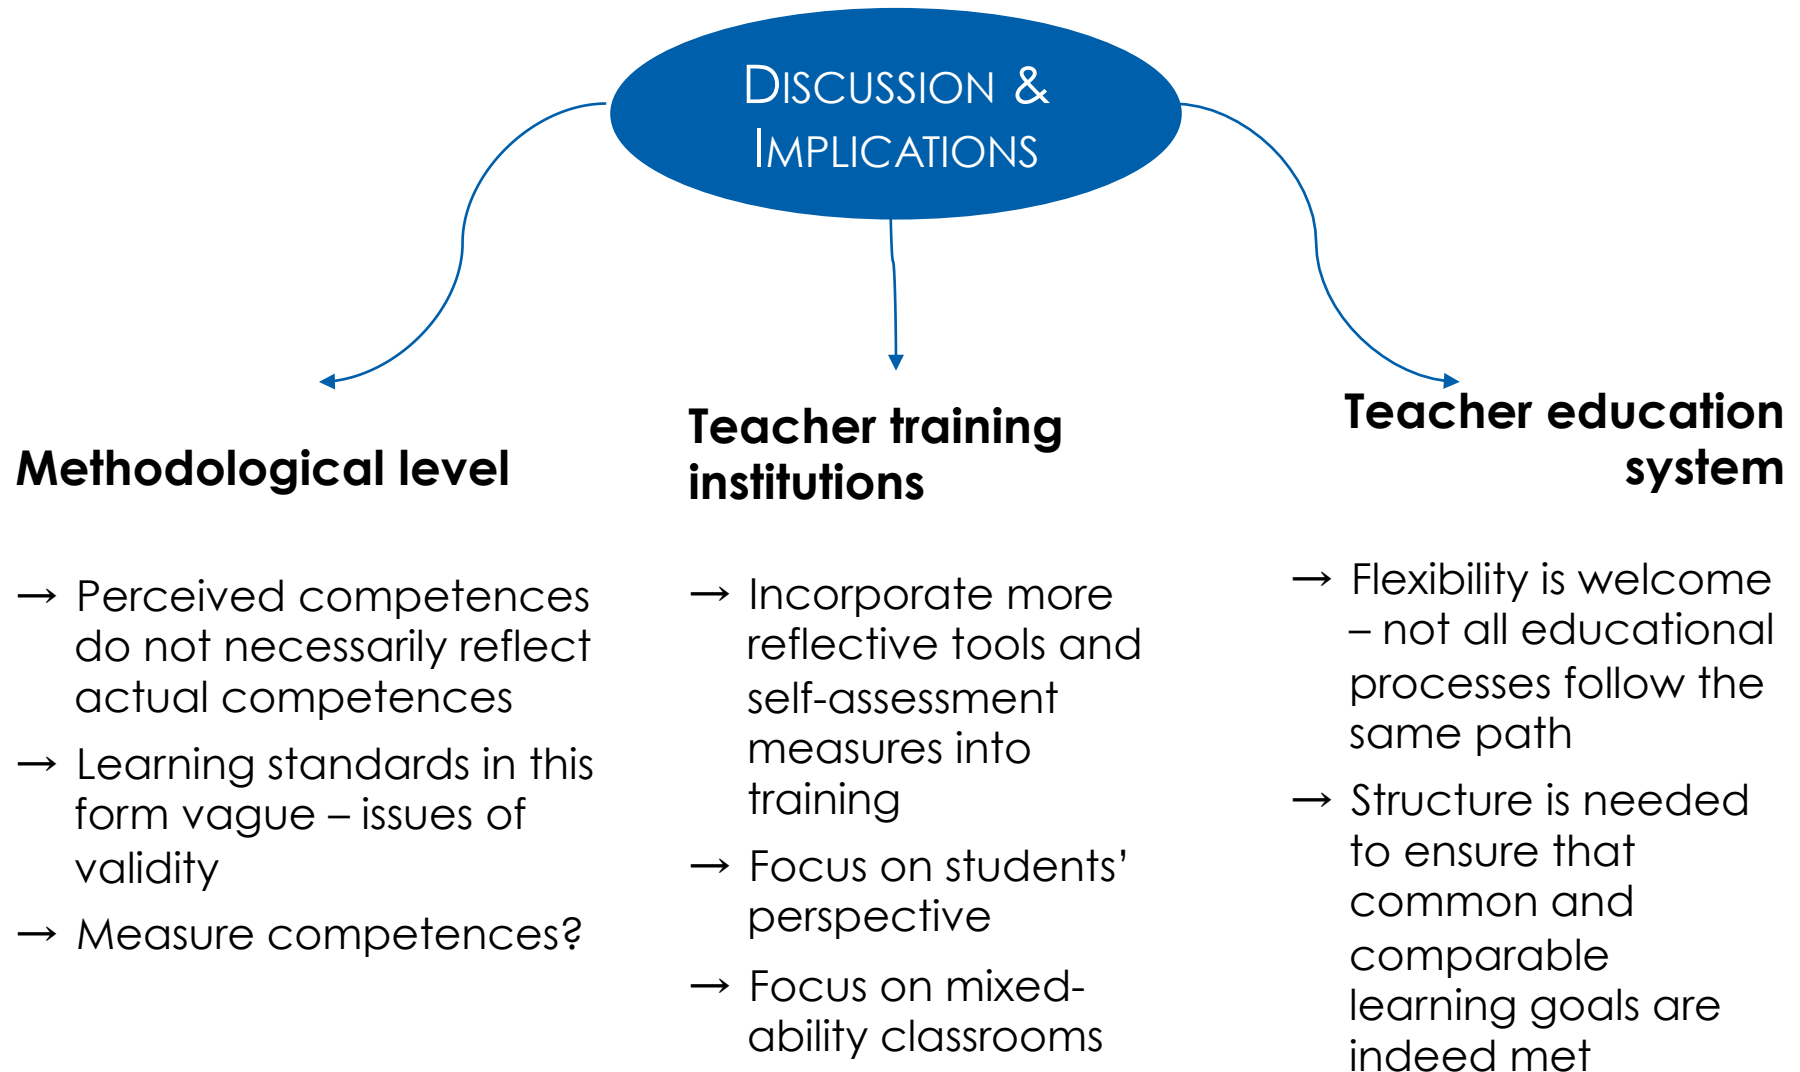 DISCUSSION &
IMPLICATIONS
Methodological level
→ Perceived competences
do not necessarily reflect
actual competences
→ Learning standards in this
form vague – issues of
validity
→ Measure competences?
Teacher training
institutions
→ Incorporate more
reflective tools and
self-assessment
measures into
training
→ Focus on students’
perspective
→ Focus on mixed-
ability classrooms
Teacher education
system
→ Flexibility is welcome
– not all educational
processes follow the
same path
→ Structure is needed
to ensure that
common and
comparable
learning goals are
indeed met